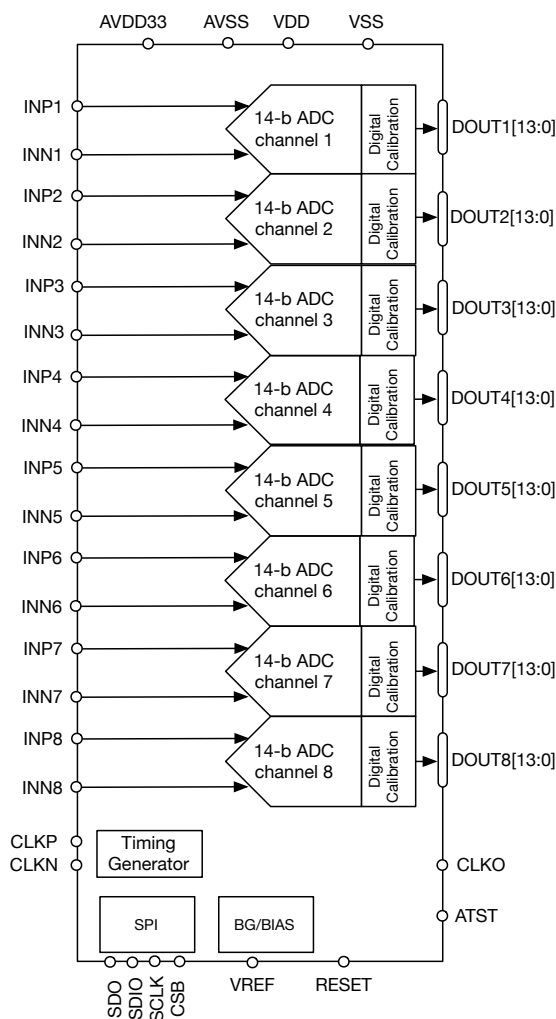 AVDD33 AVSS VDD VSS
INP1
14-b ADC
channel 1
Digital
Calibration
DOUT1[13:0]
INN1
INP2
14-b ADC
channel 2
Digital
Calibration
DOUT2[13:0]
INN2
INP3
14-b ADC
channel 3
Digital
Calibration
DOUT3[13:0]
INN3
INP4
14-b ADC
channel 4
Digital
Calibration
DOUT4[13:0]
INN4
INP5
14-b ADC
channel 5
Digital
Calibration
DOUT5[13:0]
INN5
INP6
14-b ADC
channel 6
Digital
Calibration
DOUT6[13:0]
INN6
INP7
14-b ADC
channel 7
Digital
Calibration
DOUT7[13:0]
INN7
INP8
14-b ADC
channel 8
Digital
Calibration
DOUT8[13:0]
INN8
CLKP
CLKN
Timing
Generator
CLKO
ATST
SPI
BG/BIAS
SDO
SDIO
SCLK
CSB
VREF
RESET